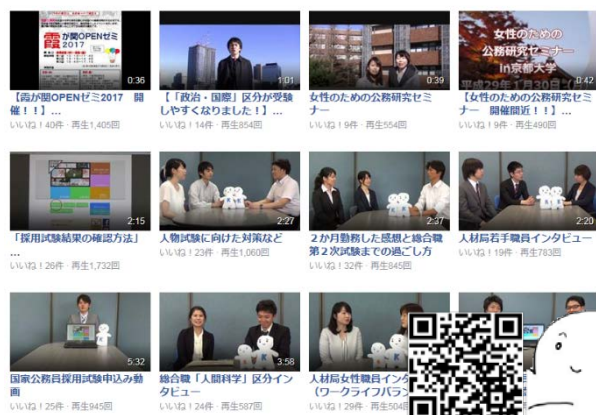 霞が関OPENゼミ
2017
0:36
1:01
0:39
女性のための
公務研究セミナー
in京都大学
平成29年1月30日
0:42
【霞が関OPENゼミ2017 開
催！！】...
いいね！40件・再生1,405回
【「政治・国際」区分が受験
しやすくなりました！】...
いいね！14件・再生854回
女性のための公務研究セミ
ナー
いいね！9件・再生554回
【女性のための公務研究セミ
ナー 開催間近！！】...
いいね！9件・再生490回
2:15
2:27
2:37
2:20
「採用試験結果の確認方法」
...
いいね！26件・再生1,732回
人物試験に向けた対策など
いいね！23件・再生1,060回
２か月勤務した感想と総合職
第２次試験までの過ごし方
いいね！32件・再生845回
人材局若手職員インタビュー
いいね！19件・再生783回
5:32
3:58
国家公務員採用試験申込み動
画
いいね！25件・再生945回
総合職「人間科学」区分イン
タビュー
いいね！24件・再生587回
人材局女性職員インタ
（ワークライフバラン
いいね！29件・再生504